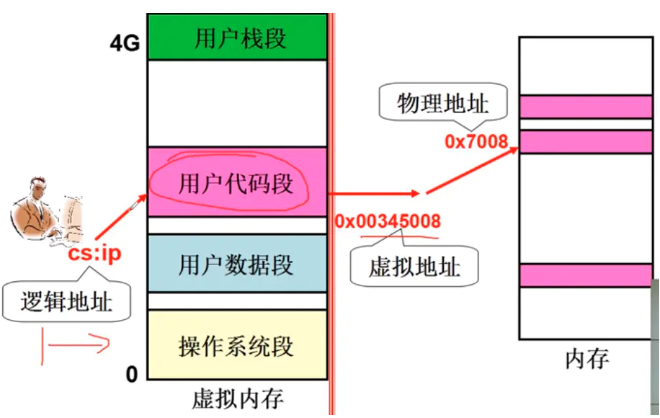 4G
用户栈段
物理地址
0x7008
用户代码段
0x00345008
cs:ip
用户数据段
虚拟地址
逻辑地址
操作系统段
0
内存
虚拟内存